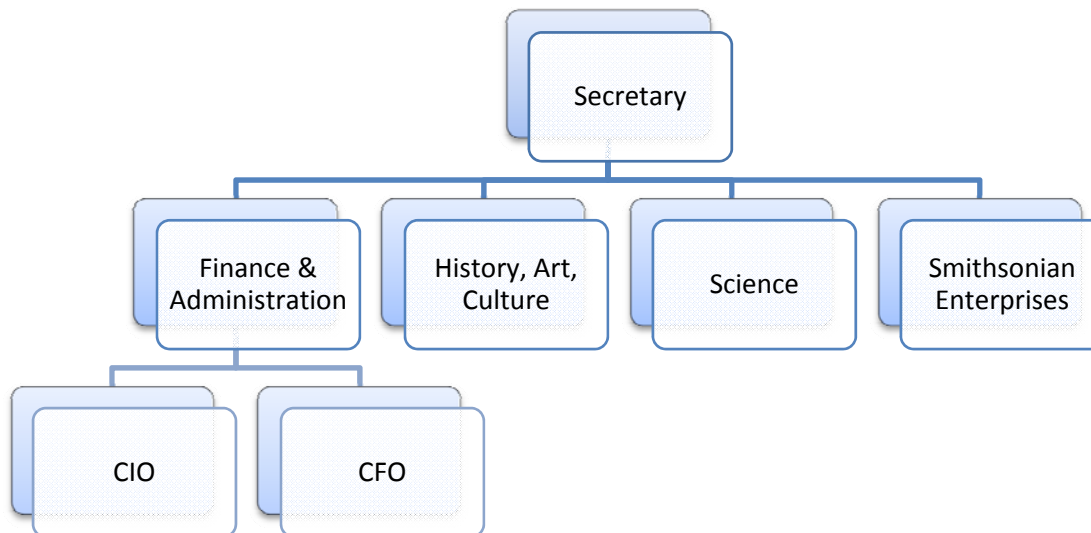 Secretary
Finance &
Administration
History, Art,
Culture
Science
Smithsonian
Enterprises
CIO
CFO